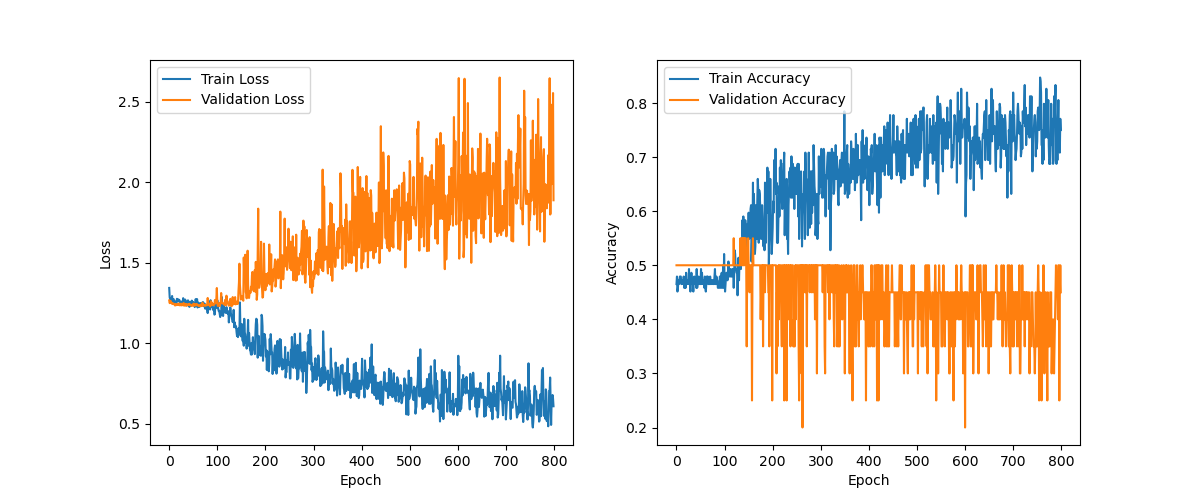 Train Loss
Validation Loss
2.5
2.0
1.5
1.0
0.5
Loss
0 100 200 300 400 500 600 700 800
Epoch
Train Accuracy
Validation Accuracy
0.8
0.7
0.6
0.5
0.4
0.3
0.2
Accuracy
0 100 200 300 400 500 600 700 800
Epoch